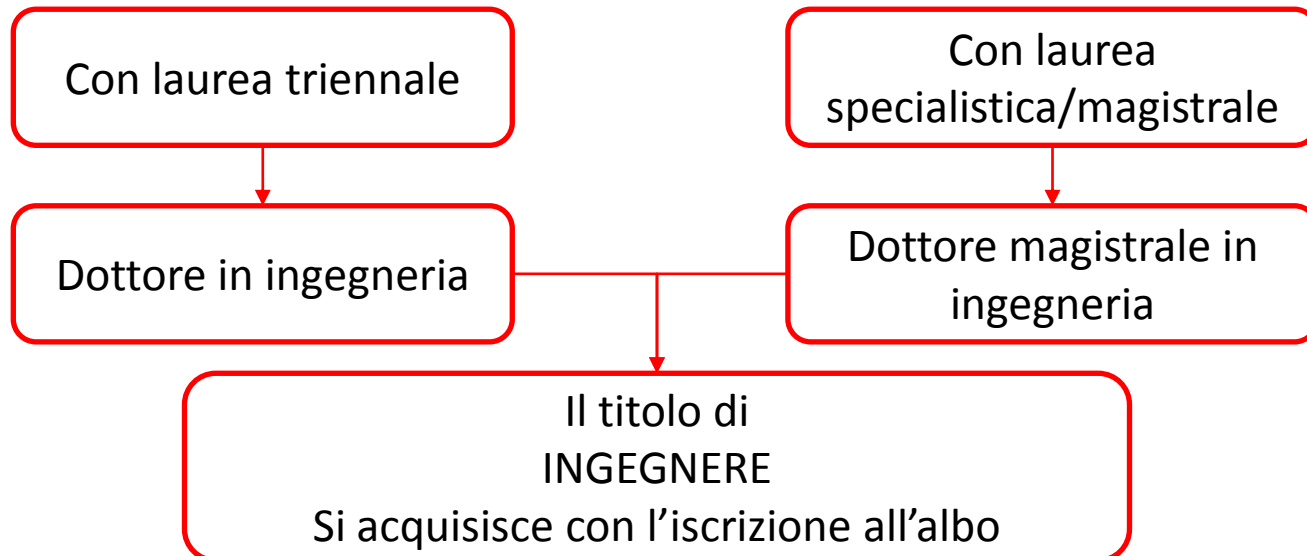 Con laurea triennale
Con laurea
specialistica/magistrale
Dottore in ingegneria
Dottore magistrale in
ingegneria
Il titolo di
INGEGNERE
Si acquisisce con l’iscrizione all’albo